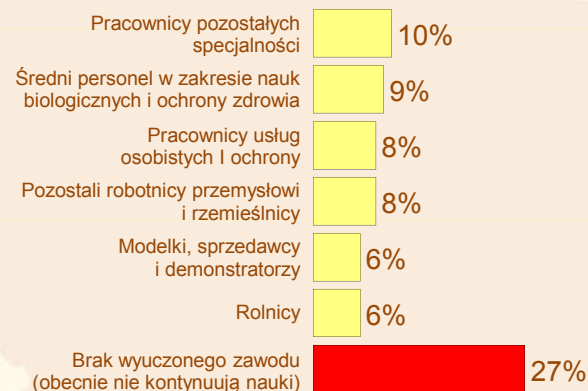 Pracownicy pozostałych
specjalności
10%
Średni personel w zakresie nauk
biologicznych i ochrony zdrowia
9%
Pracownicy usług
osobistych I ochrony
8%
Pozostali robotnicy przemysłowi
i rzemieślnicy
8%
Modelki, sprzedawcy
i demonstratorzy
6%
Rolnicy
6%
Brak wyuczonego zawodu
(obecnie nie kontynuują nauki)
27%